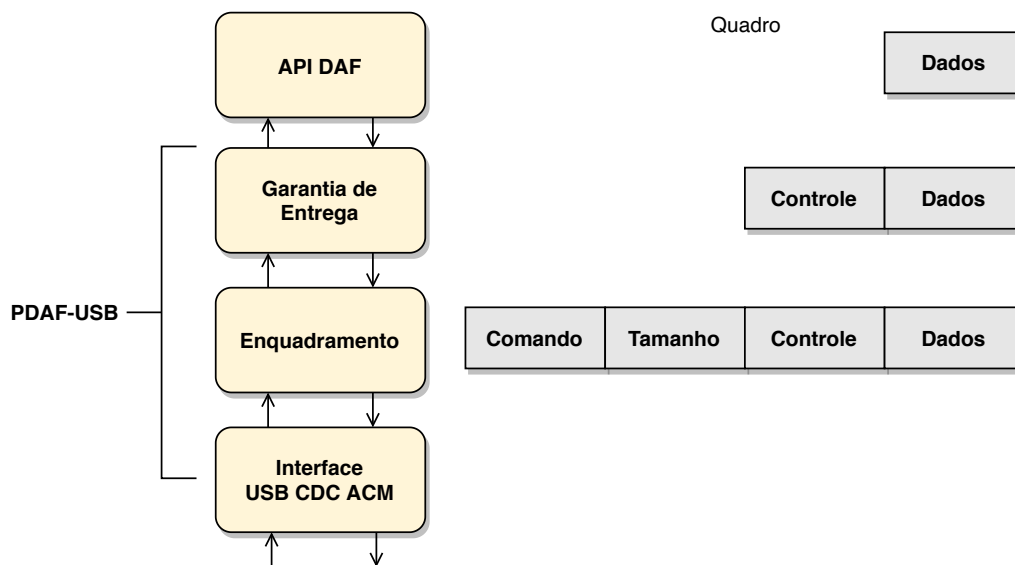 Quadro
API DAF
Dados
Garantia de
Entrega
Controle
Dados
PDAF-USB
Enquadramento
Comando
Tamanho
Controle
Dados
Interface
USB CDC ACM